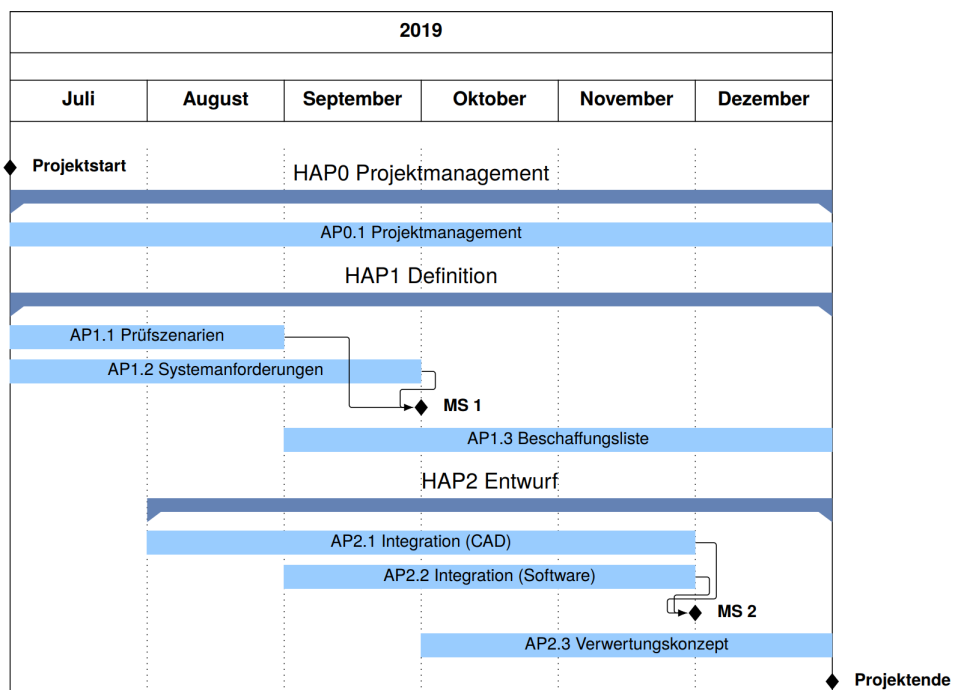 2019
Juli August September Oktober November Dezember
Projektstart
HAP0 Projektmanagement
AP0.1 Projektmanagement
HAP1 Definition
AP1.1 Prüfszenarien
AP1.2 Systemanforderungen
MS 1
AP1.3 Beschaffungsliste
HAP2 Entwurf
AP2.1 Integration (CAD)
AP2.2 Integration (Software)
MS 2
AP2.3 Verwertungskonzept
Projektende